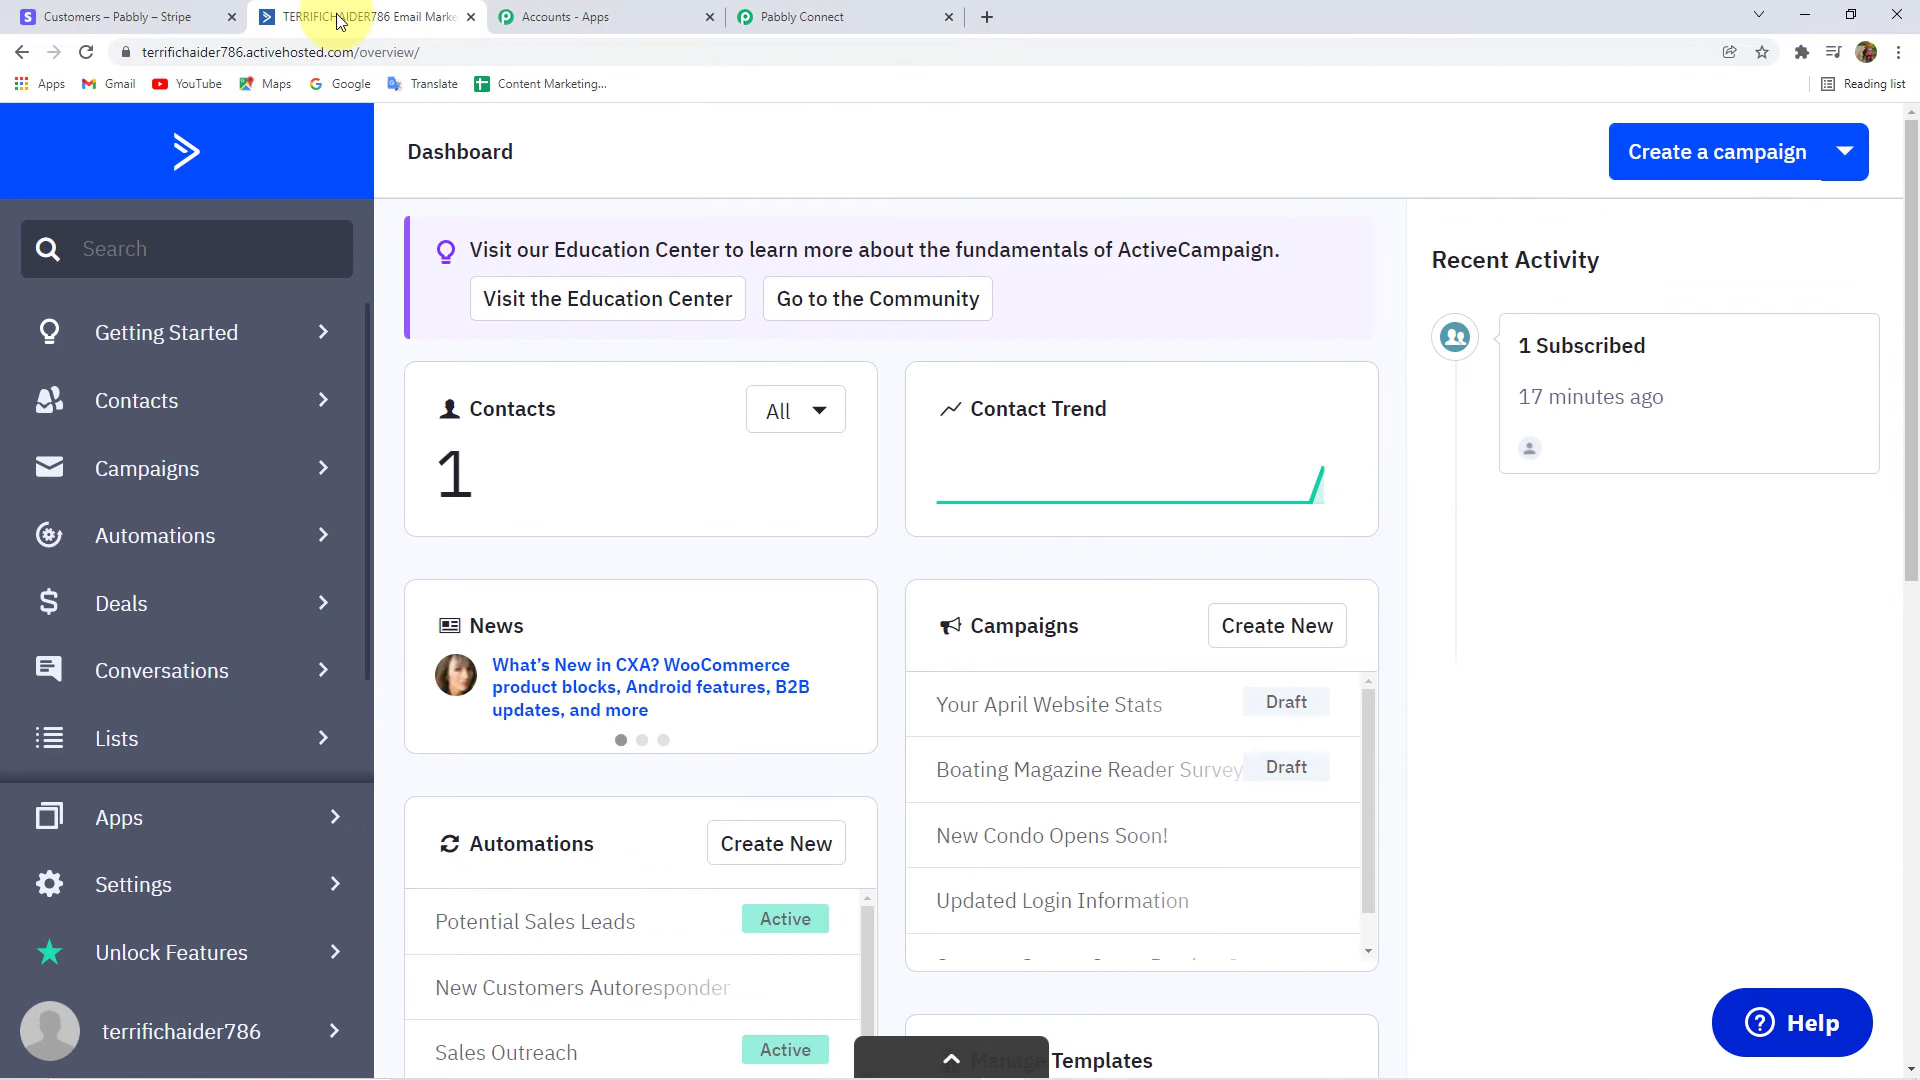 Customers – Pabbly – Stripe
TERRIFICHAIDER786 Email Marke
Accounts - Apps
Pabbly Connect
terrifichaider786.activehosted.com/overview/
Apps
Gmail
YouTube
Maps
Google
Translate
Content Marketing...
Reading list
Dashboard
Create a campaign
Search
Getting Started
Contacts
Campaigns
Automations
Deals
Conversations
Lists
Apps
Settings
Unlock Features
terrifichaider786
Visit our Education Center to learn more about the fundamentals of ActiveCampaign.
Visit the Education Center
Go to the Community
Contacts
All
1
Contact Trend
News
What's New in CXA? WooCommerce
product blocks, Android features, B2B
updates, and more
Campaigns
Create New
Your April Website Stats
Draft
Boating Magazine Reader Survey
Draft
New Condo Opens Soon!
Updated Login Information
Automations
Create New
Potential Sales Leads
Active
New Customers Autoresponder
Sales Outreach
Active
Manage Templates
Recent Activity
1 Subscribed
17 minutes ago
Help